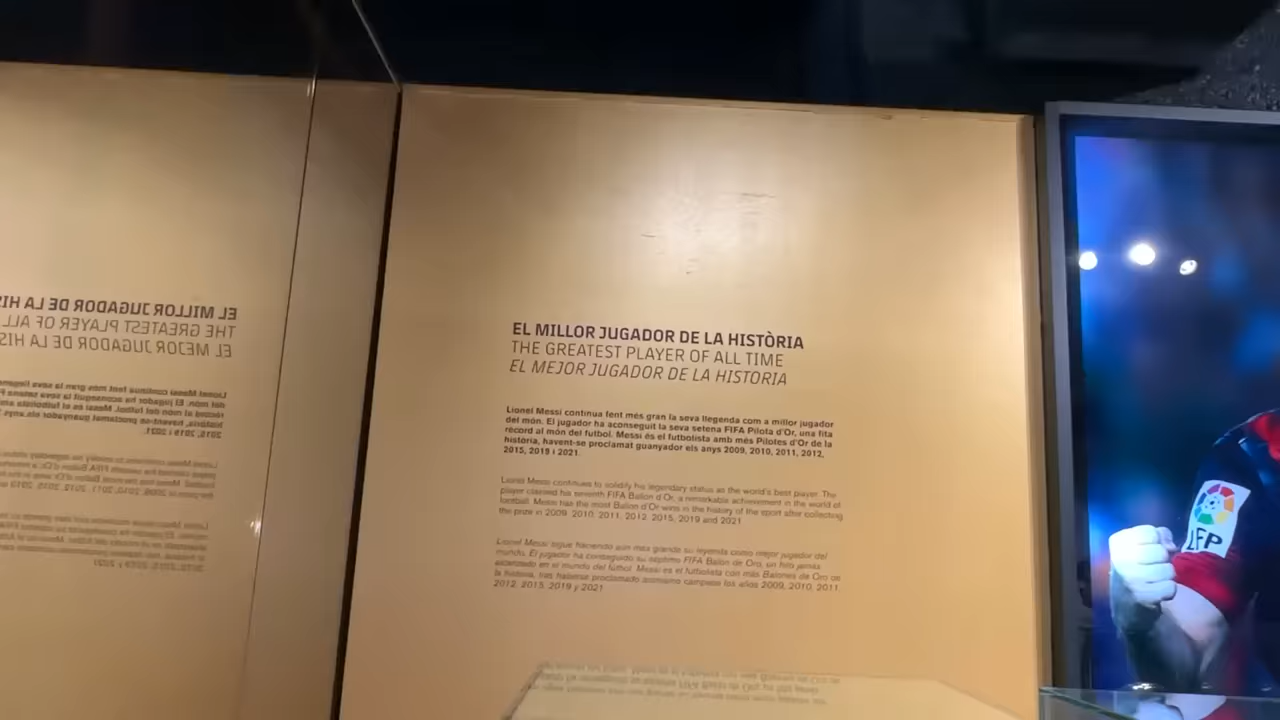 EL MILLOR JUGADOR DE LA HISTÒRIA
THE GREATEST PLAYER OF ALL TIME
EL MEJOR JUGADOR DE LA HISTORIA
Lionel Messi continua fent més gran la seva llegenda com a millor jugador
del món. El jugador ha aconseguit la seva setena FIFA Pilota d'Or, una fita
rècord al món del futbol. Messi és el futbolista amb més Pilotes d'Or de la
història, havent-se proclamat guanyador els anys 2009, 2010, 2011, 2012,
2015, 2019 i 2021.
Lionel Messi continues to solidify his legendary status as the world's best player. The
player claimed his seventh FIFA Ballon d'Or, a remarkable achievement in the world of
football. Messi has the most Ballon d'Or wins in the history of the sport after collecting
the prize in 2009, 2010, 2011, 2012, 2015, 2019 and 2021
Lionel Messi sigue haciendo aún más grande su leyenda como mejor jugador del
mundo. El jugador ha conseguido su séptimo FIFA Balón de Oro, un hito jamás
alcanzado en el mundo del fútbol. Messi es el futbolista con más Balones de Oro de
la historia, tras haberse proclamado campeón los años 2009, 2010, 2011,
2012, 2015, 2019 y 2021
LFP